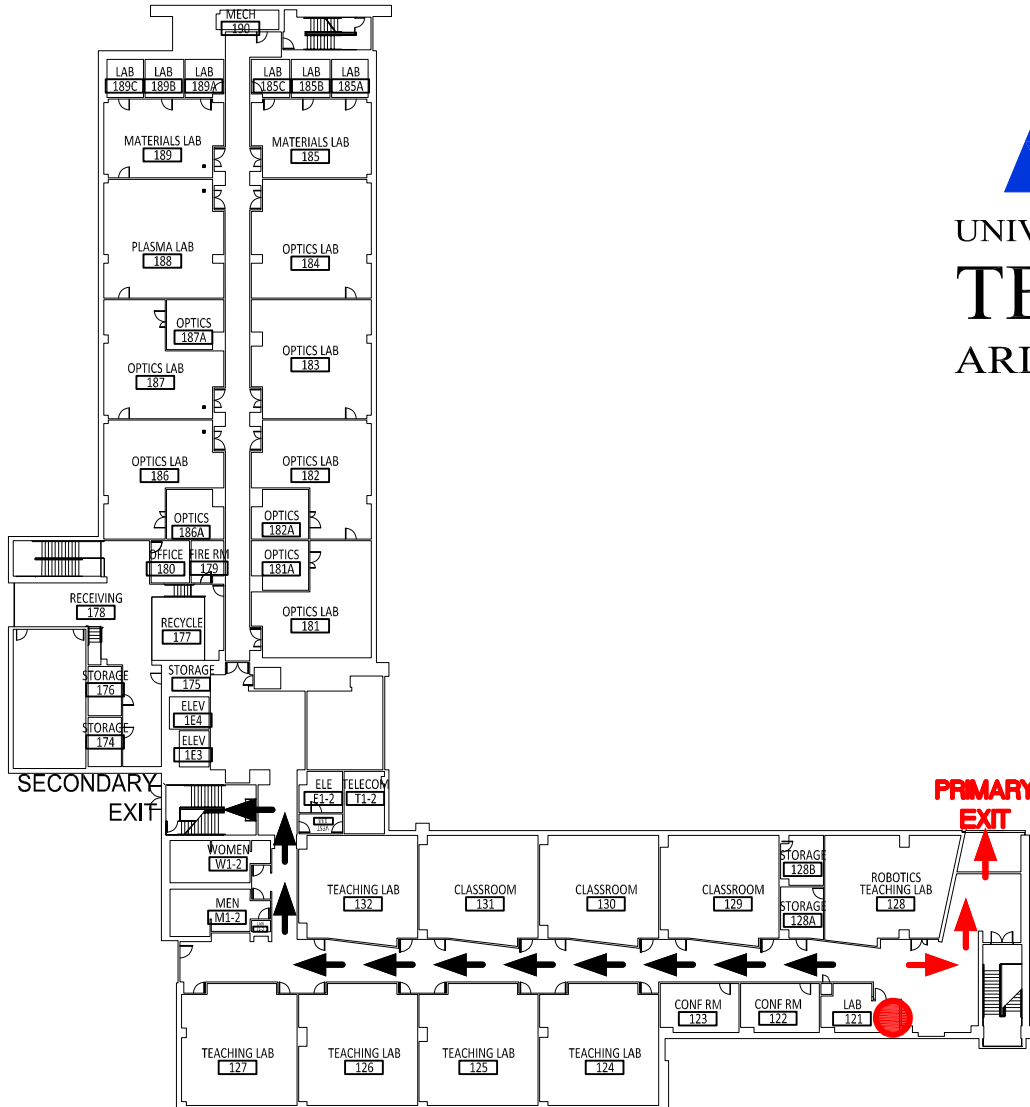 MECH
190
LAB
189C
LAB
189B
LAB
189A
LAB
185C
LAB
185B
LAB
185A
MATERIALS LAB
189
MATERIALS LAB
185
UNIV
TE
ARL
PLASMA LAB
188
OPTICS LAB
184
OPTICS
187A
OPTICS LAB
187
OPTICS LAB
183
OPTICS LAB
186
OPTICS LAB
182
OPTICS
186A
OPTICS
182A
OFFICE
180
FIRE RM
179
OPTICS
181A
RECEIVING
178
RECYCLE
177
OPTICS LAB
181
STORAGE
176
STORAGE
175
ELEV
1E4
STORAGE
174
ELEV
1E3
SECONDARY
EXIT
ELE
E1-2
TELECOM
T1-2
VEST
PRIMARY
EXIT
WOMEN
W1-2
MEN
M1-2
TEACHING LAB
132
CLASSROOM
131
CLASSROOM
130
CLASSROOM
129
STORAGE
128B
STORAGE
128A
ROBOTICS
TEACHING LAB
128
CONF RM
123
CONF RM
122
LAB
121
TEACHING LAB
127
TEACHING LAB
126
TEACHING LAB
125
TEACHING LAB
124